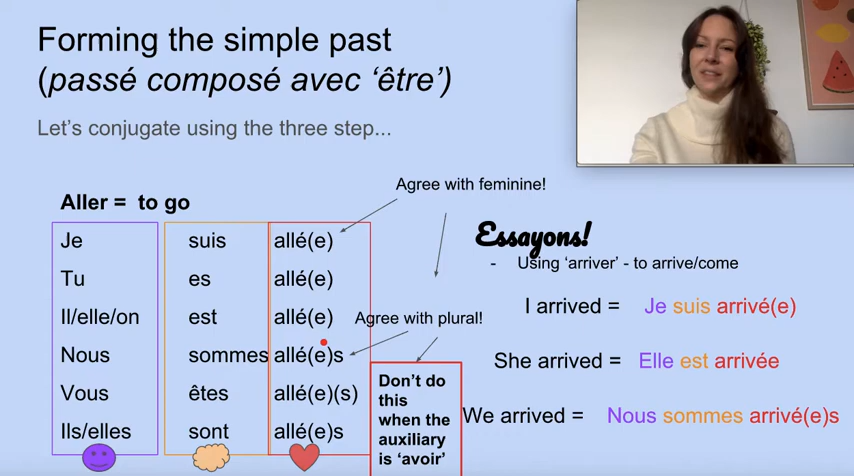 Forming the simple past
(passé composé avec ‘être’)
Let’s conjugate using the three step...
Aller = to go
Je suis allé(e)
Tu es allé(e)
Il/elle/on est allé(e)
Nous sommes allé(e)s
Vous êtes allé(e)(s)
Ils/elles sont allé(e)s
Agree with feminine!
Agree with plural!
Don’t do
this
when the
auxiliary
is ‘avoir’
Essayons!
- Using ‘arriver’ - to arrive/come
I arrived = Je suis arrivé(e)
She arrived = Elle est arrivée
We arrived = Nous sommes arrivé(e)s